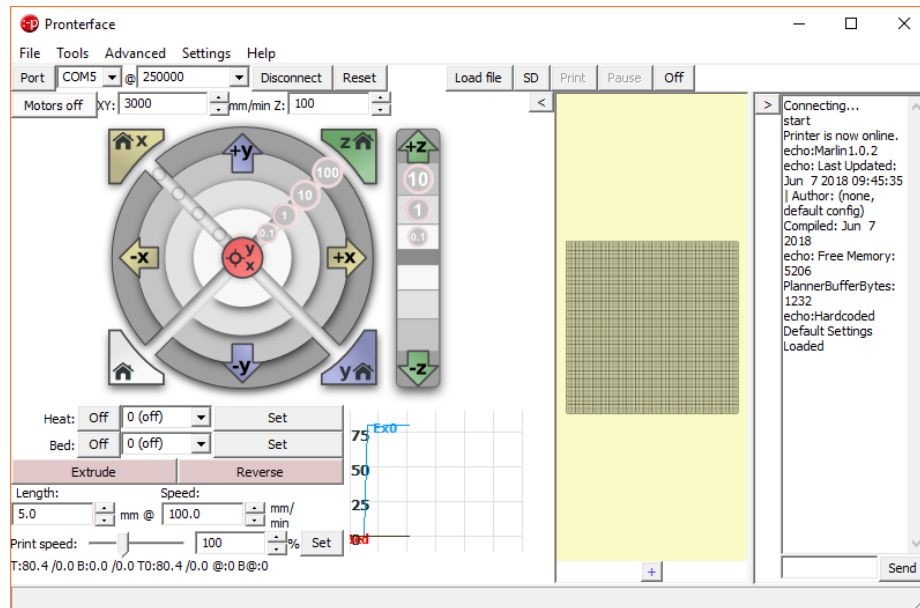 Pronterface
File Tools Advanced Settings Help
Port COM5 @ 250000 Disconnect Reset Load file SD Print Pause Off
Motors off XY: 3000 mm/min Z: 100 < >
x +y z +z
100 10 1 0.1
10
1
0.1
-x y x +x
-y y -z
Heat: Off 0 (off) Set
Bed: Off 0 (off) Set
Extrude Reverse
Length: Speed:
5.0 mm @ 100.0 mm/
min
Print speed: 100 % Set
T:80.4 /0.0 B:0.0 /0.0 T0:80.4 /0.0 @:0 B@:0
Ex0
75
50
25
+
Connecting...
start
Printer is now online.
echo:Marlin1.0.2
echo: Last Updated:
Jun 7 2018 09:45:35
| Author: (none,
default config)
Compiled: Jun 7
2018
echo: Free Memory:
5206
PlannerBufferBytes:
1232
echo:Hardcoded
Default Settings
Loaded
Send